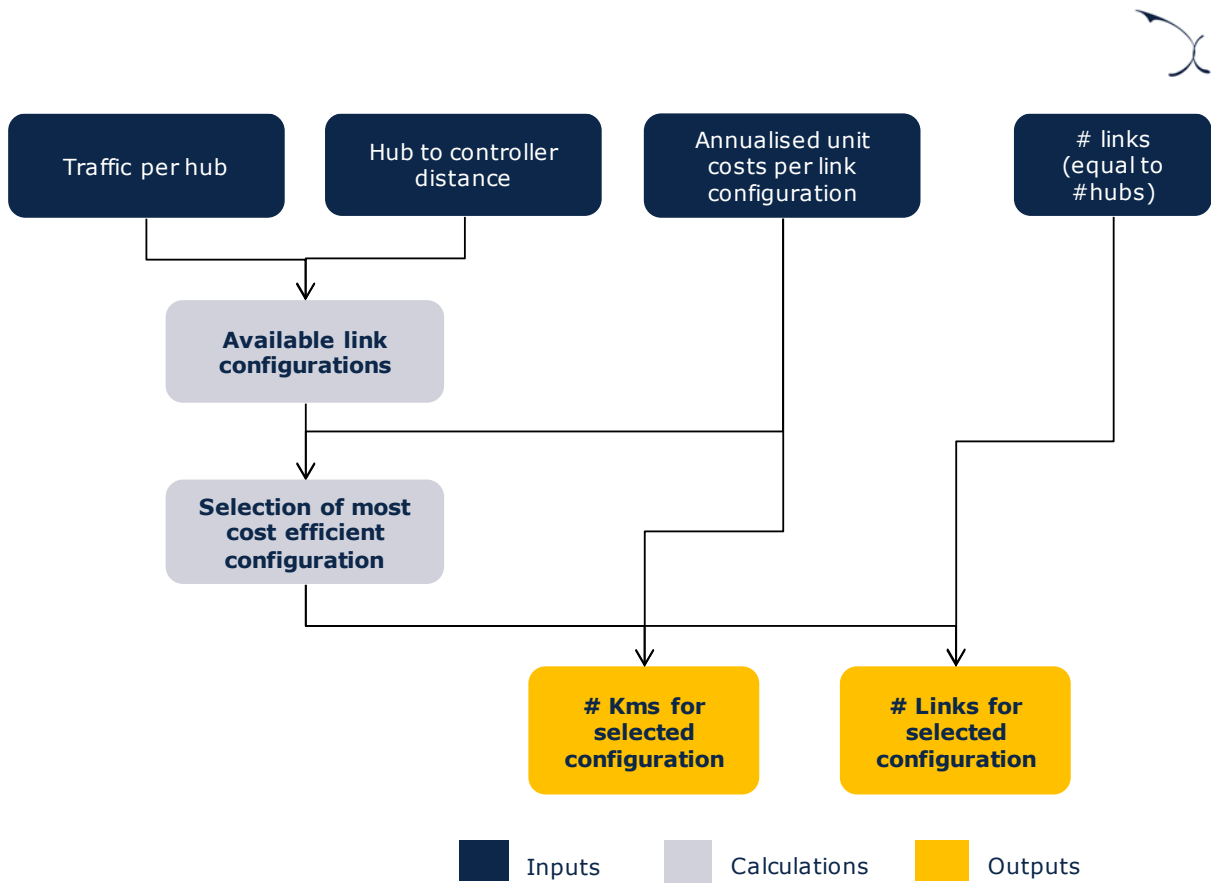 Traffic per hub
Hub to controller
distance
Annualised unit
costs per link
configuration
# links
(equal to
#hubs)
Available link
configurations
Selection of most
cost efficient
configuration
# Kms for
selected
configuration
# Links for
selected
configuration
Inputs
Calculations
Outputs